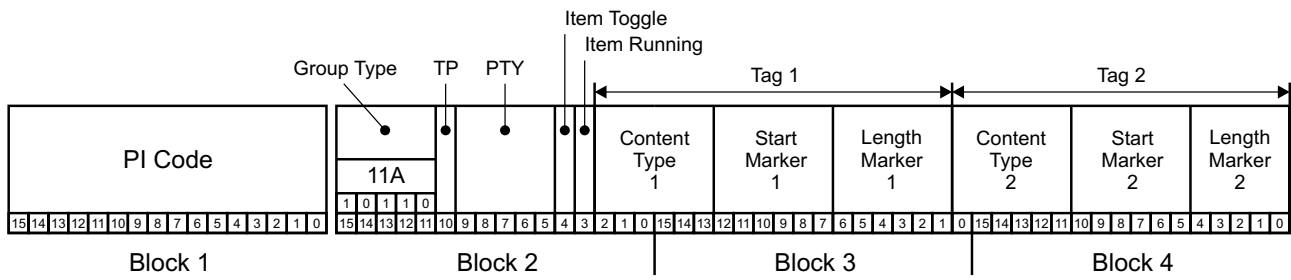 Item Toggle
Item Running
Group Type TP PTY Tag 1 Tag 2
PI Code
Content Type 1
Start Marker 1
Length Marker 1
Content Type 2
Start Marker 2
Length Marker 2
11A
1 0 1 1 0
15 14 13 12 11 10 9 8 7 6 5 4 3 2 1 0 15 14 13 12 11 10 9 8 7 6 5 4 3 2 1 0 15 14 13 12 11 10 9 8 7 6 5 4 3 2 1 0 15 14 13 12 11 10 9 8 7 6 5 4 3 2 1 0
Block 1 Block 2 Block 3 Block 4